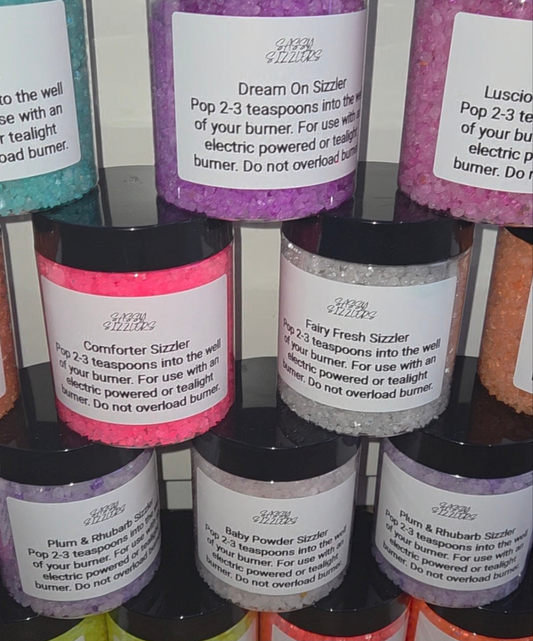 to the well
se with an
r tealight
oad burner.
SASSY
SIZZLERS
Dream On Sizzler
Pop 2-3 teaspoons into the well
of your burner. For use with an
electric powered or tealight
burner. Do not overload burner.
Luscio
Pop 2-3 te
of your bu
electric p
burner. Do n
SASSY
SIZZLERS
Comforter Sizzler
Pop 2-3 teaspoons into the well
of your burner. For use with an
electric powered or tealight
burner. Do not overload burner.
SASSY
SIZZLERS
Fairy Fresh Sizzler
Pop 2-3 teaspoons into the well
of your burner. For use with an
electric powered or tealight
burner. Do not overload burner.
SASSY
SIZZLERS
Plum & Rhubarb Sizzler
Pop 2-3 teaspoons into the
of your burner. For use with
electric powered or tealight
burner. Do not overload burner.
SASSY
SIZZLERS
Baby Powder Sizzler
Pop 2-3 teaspoons into the well
of your burner. For use with an
electric powered or tealight
burner. Do not overload burner.
SASSY
SIZZLERS
Plum & Rhubarb Sizzler
Pop 2-3 teaspoons into the well
of your burner. For use with an
electric powered or tealight
burner. Do not overload burner.